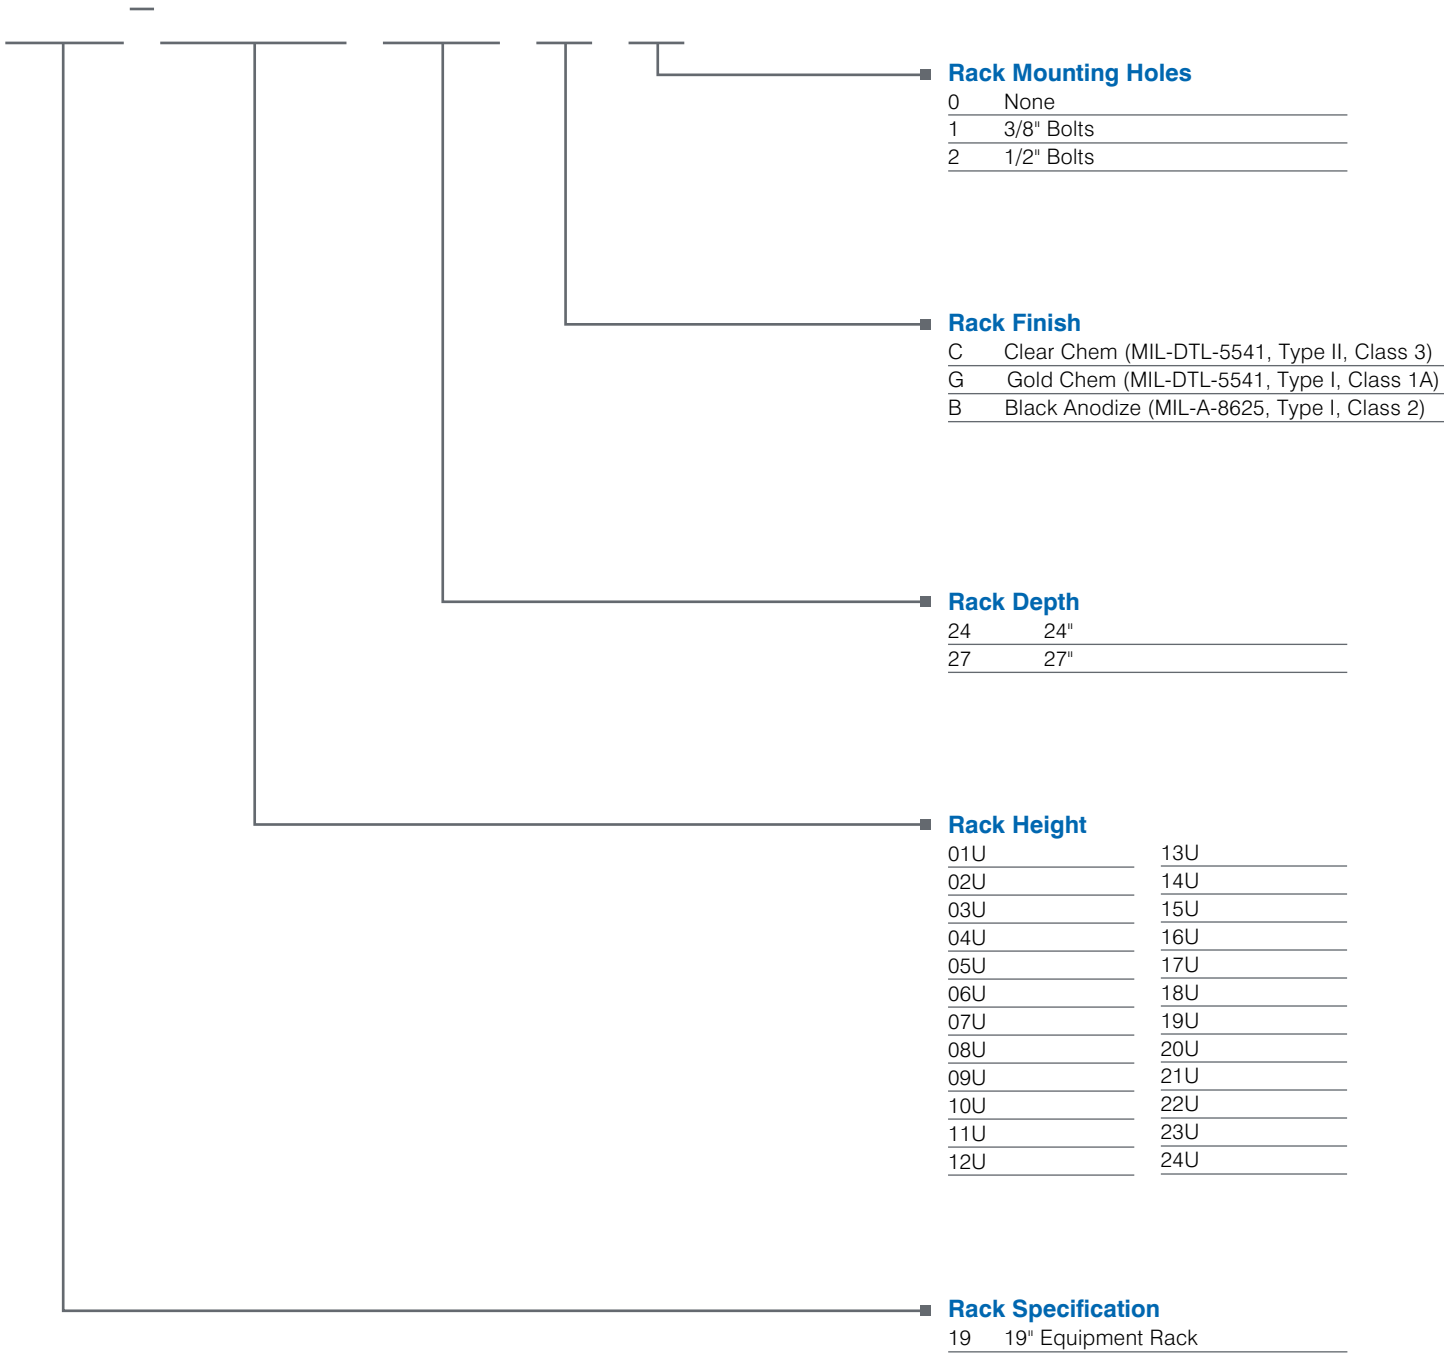 –
Rack Mounting Holes
0 None
1 3/8" Bolts
2 1/2" Bolts
Rack Finish
C Clear Chem (MIL-DTL-5541, Type II, Class 3)
G Gold Chem (MIL-DTL-5541, Type I, Class 1A)
B Black Anodize (MIL-A-8625, Type I, Class 2)
Rack Depth
24 24"
27 27"
Rack Height
01U 13U
02U 14U
03U 15U
04U 16U
05U 17U
06U 18U
07U 19U
08U 20U
09U 21U
10U 22U
11U 23U
12U 24U
Rack Specification
19 19" Equipment Rack